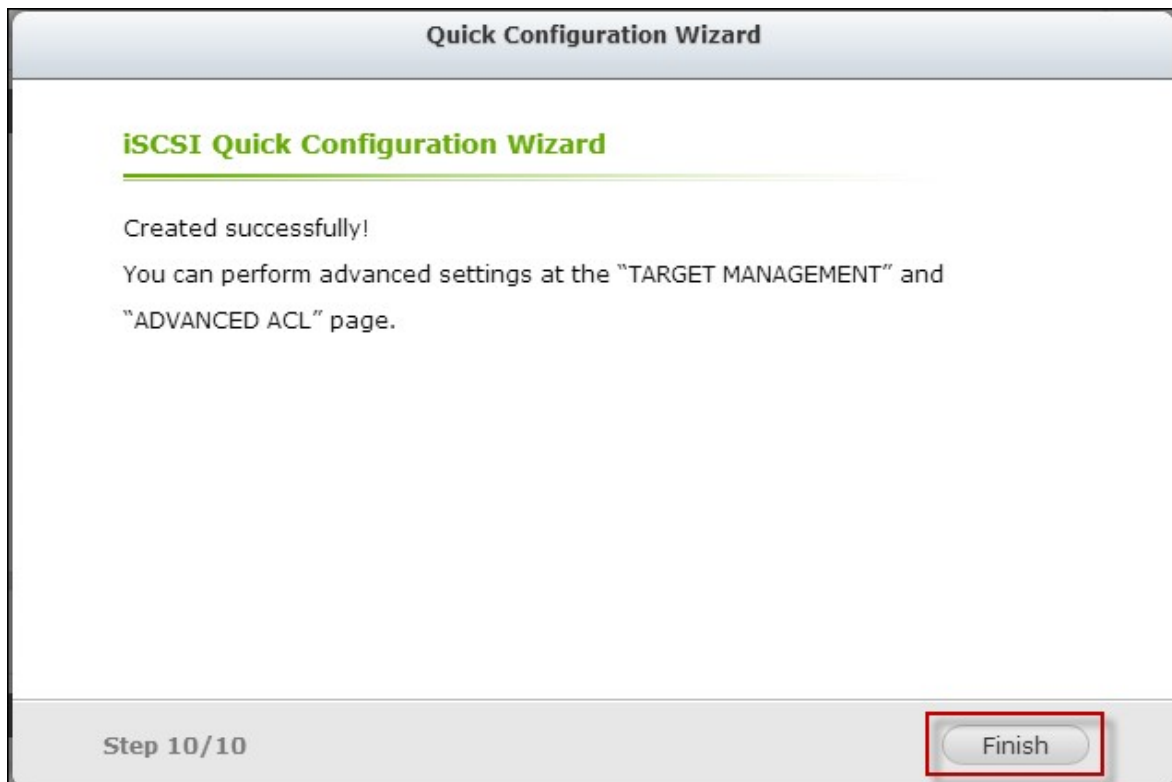 Quick Configuration Wizard
iSCSI Quick Configuration Wizard
Created successfully!
You can perform advanced settings at the “TARGET MANAGEMENT” and
“ADVANCED ACL” page.
Step 10/10
Finish